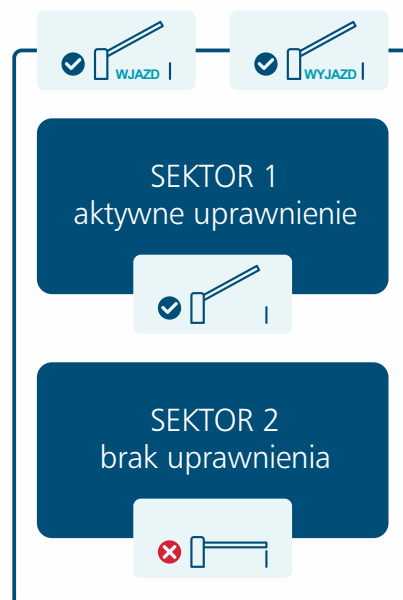 WJAZD
WYJAZD
SEKTOR 1
aktywne uprawnienie
SEKTOR 2
brak uprawnienia